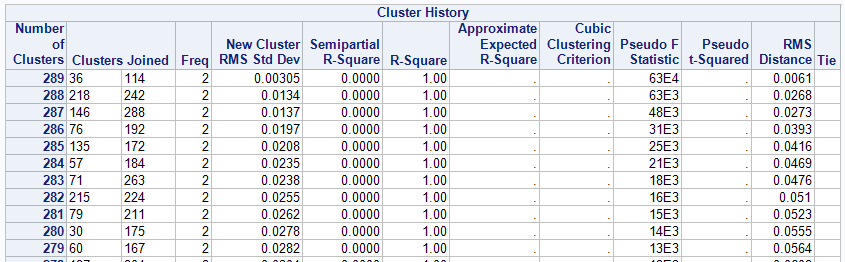 Cluster History
Number of Clusters Clusters Joined Freq New Cluster RMS Std Dev Semipartial R-Square R-Square Approximate Expected R-Square Cubic Clustering Criterion Pseudo F Statistic Pseudo t-Squared RMS Distance Tie
289 36 114 2 0.00305 0.0000 1.00 . . 63E4 . 0.0061
288 218 242 2 0.0134 0.0000 1.00 . . 63E3 . 0.0268
287 146 288 2 0.0137 0.0000 1.00 . . 48E3 . 0.0273
286 76 192 2 0.0197 0.0000 1.00 . . 31E3 . 0.0393
285 135 172 2 0.0208 0.0000 1.00 . . 25E3 . 0.0416
284 57 184 2 0.0235 0.0000 1.00 . . 21E3 . 0.0469
283 71 263 2 0.0238 0.0000 1.00 . . 18E3 . 0.0476
282 215 224 2 0.0255 0.0000 1.00 . . 16E3 . 0.051
281 79 211 2 0.0262 0.0000 1.00 . . 15E3 . 0.0523
280 30 175 2 0.0278 0.0000 1.00 . . 14E3 . 0.0555
279 60 167 2 0.0282 0.0000 1.00 . . 13E3 . 0.0564